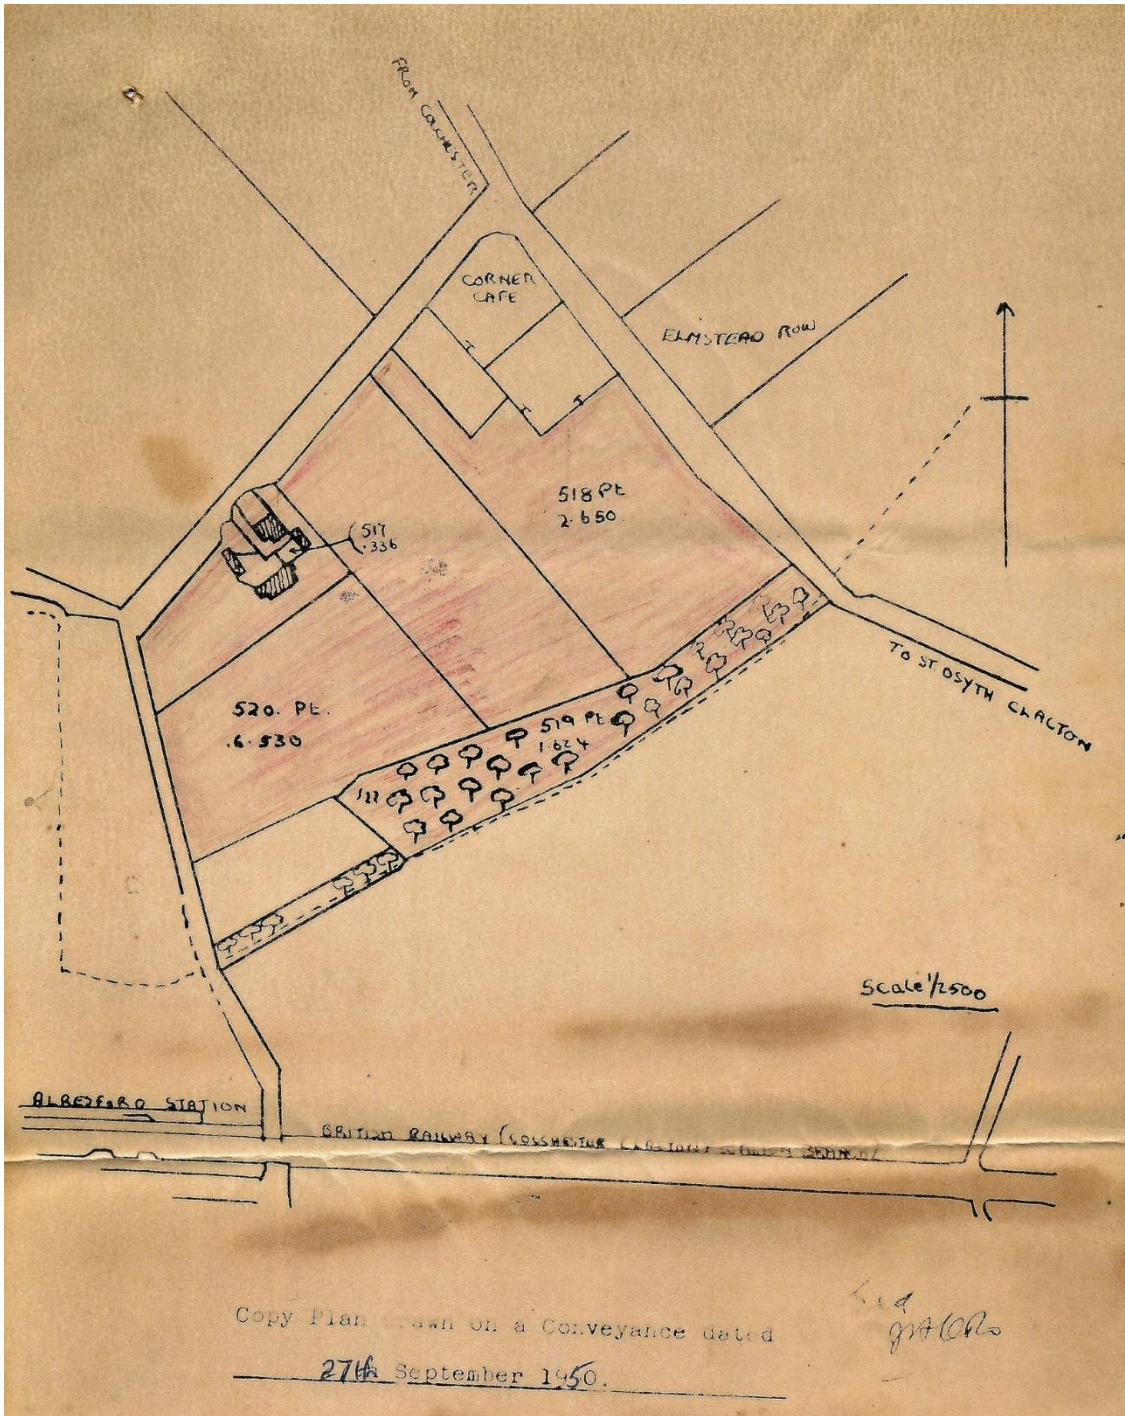 FROM COLCHESTER
CORNER
CAFE
ELMSTEAD ROW
518 Pt
2.650
517
.336
TO ST. OSYTH CLACTON
520. Pt.
.6.530
519 Pt
1.624
Scale 1/2500
ALRESFORD STATION
BRITISH RAILWAY (COLCHESTER CLACTON
Copy Plan on a Conveyance dated
27th September 1950.